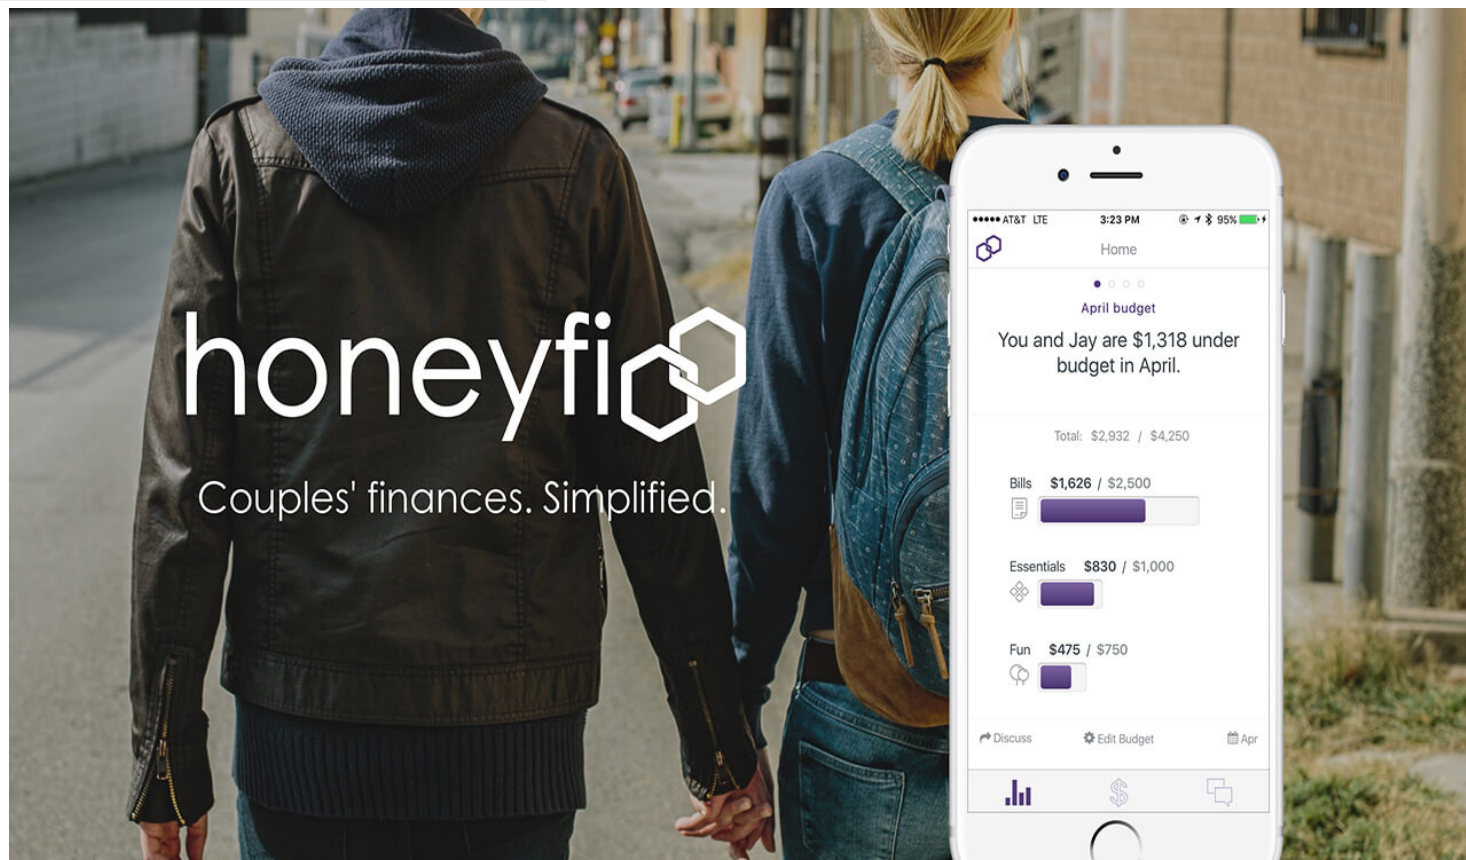 honeyfi
Couples' finances. Simplified.
AT&T LTE 3:23 PM 95%
Home
April budget
You and Jay are $1,318 under
budget in April.
Total: $2,932 / $4,250
Bills $1,626 / $2,500
Essentials $830 / $1,000
Fun $475 / $750
Discuss Edit Budget Apr